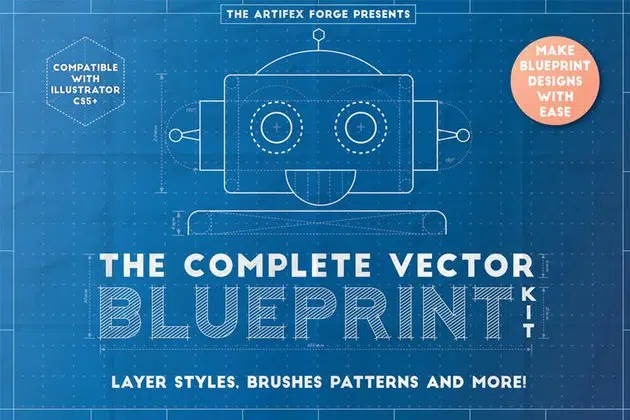 THE ARTIFEX FORGE PRESENTS
COMPATIBLE
WITH
ILLUSTRATOR
CS5+
MAKE
BLUEPRINT
DESIGNS
WITH
EASE
THE COMPLETE VECTOR
BLUEPRINT
KIT
LAYER STYLES, BRUSHES PATTERNS AND MORE!